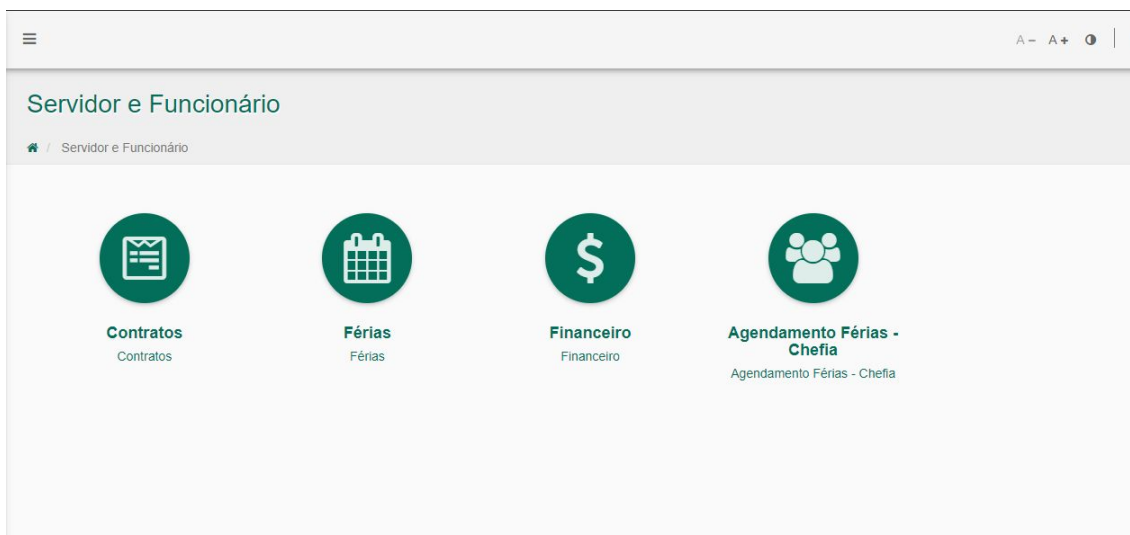 A- A+
Servidor e Funcionário
/ Servidor e Funcionário
Contratos
Contratos
Férias
Férias
Financeiro
Financeiro
Agendamento Férias -
Chefia
Agendamento Férias - Chefia